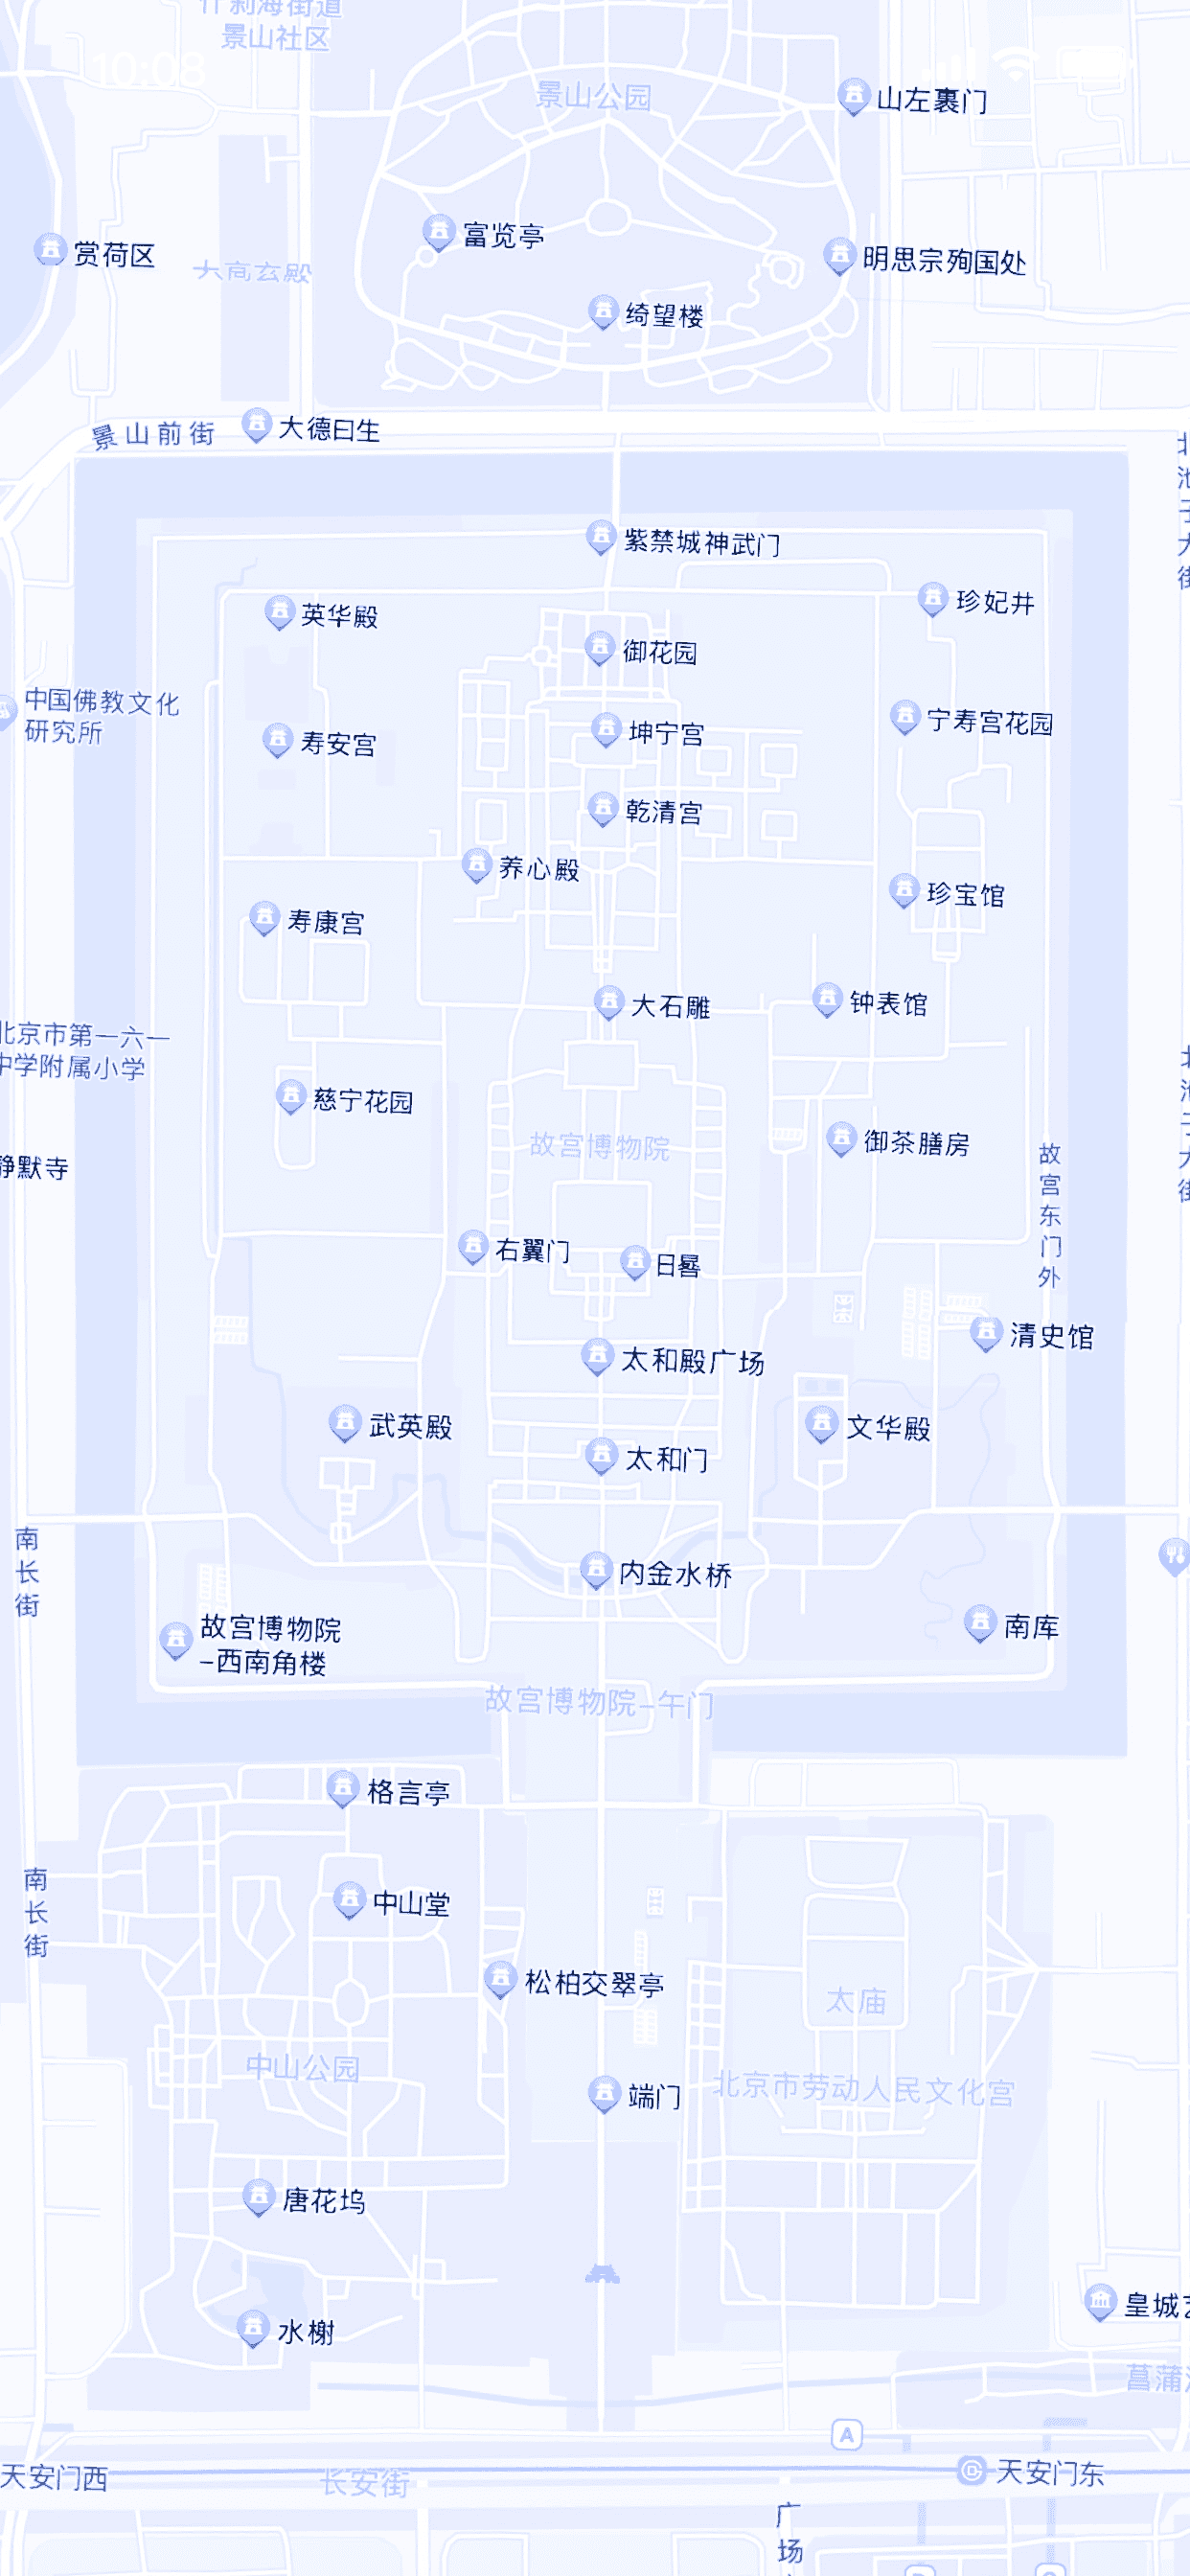 什刹海街道
景山社区
10:08
景山公园
山左裹门
富览亭
赏荷区
大高玄殿
明思宗殉国处
绮望楼
景山前街
大德曰生
紫禁城神武门
英华殿
珍妃井
御花园
中国佛教文化
研究所
寿安宫
坤宁宫
宁寿宫花园
乾清宫
养心殿
珍宝馆
寿康宫
大石雕
钟表馆
北京市第一六一
中学附属小学
慈宁花园
故宫博物院
御茶膳房
静默寺
故宫东门外
右翼门
日晷
清史馆
太和殿广场
武英殿
文华殿
太和门
南长街
内金水桥
故宫博物院
-西南角楼
南库
故宫博物院-午门
格言亭
南长街
中山堂
松柏交翠亭
太庙
中山公园
北京市劳动人民文化宫
端门
唐花坞
皇城
水榭
菖蒲
A
天安门西
长安街
天安门东
广场